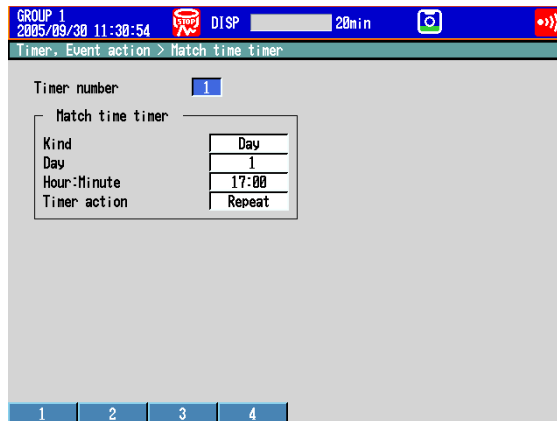 GROUP 1
2005/09/30 11:30:54 STOP DISP 20min
Timer, Event action > Match time timer
Timer number 1
Match time timer
Kind Day
Day 1
Hour:Minute 17:00
Timer action Repeat
1 2 3 4